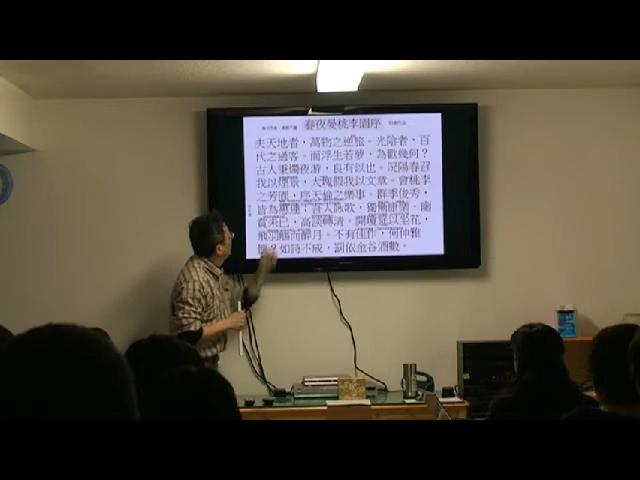 春夜晏桃李園序
夫天地者，萬物之逆旅。光陰者，百
代之過客。而浮生若夢，為歡幾何？
古人秉燭夜游，良有以也。況陽春召
我以煙景，大塊假我以文章。會桃李
之芳園，序天倫之樂事。群季俊秀，
皆為惠連；吾人詠歌，獨慚康樂。幽
賞未已，高談轉清。開瓊筵以坐花，
飛羽觴而醉月。不有佳作，何伸雅
懷？如詩不成，罰依金谷酒數。